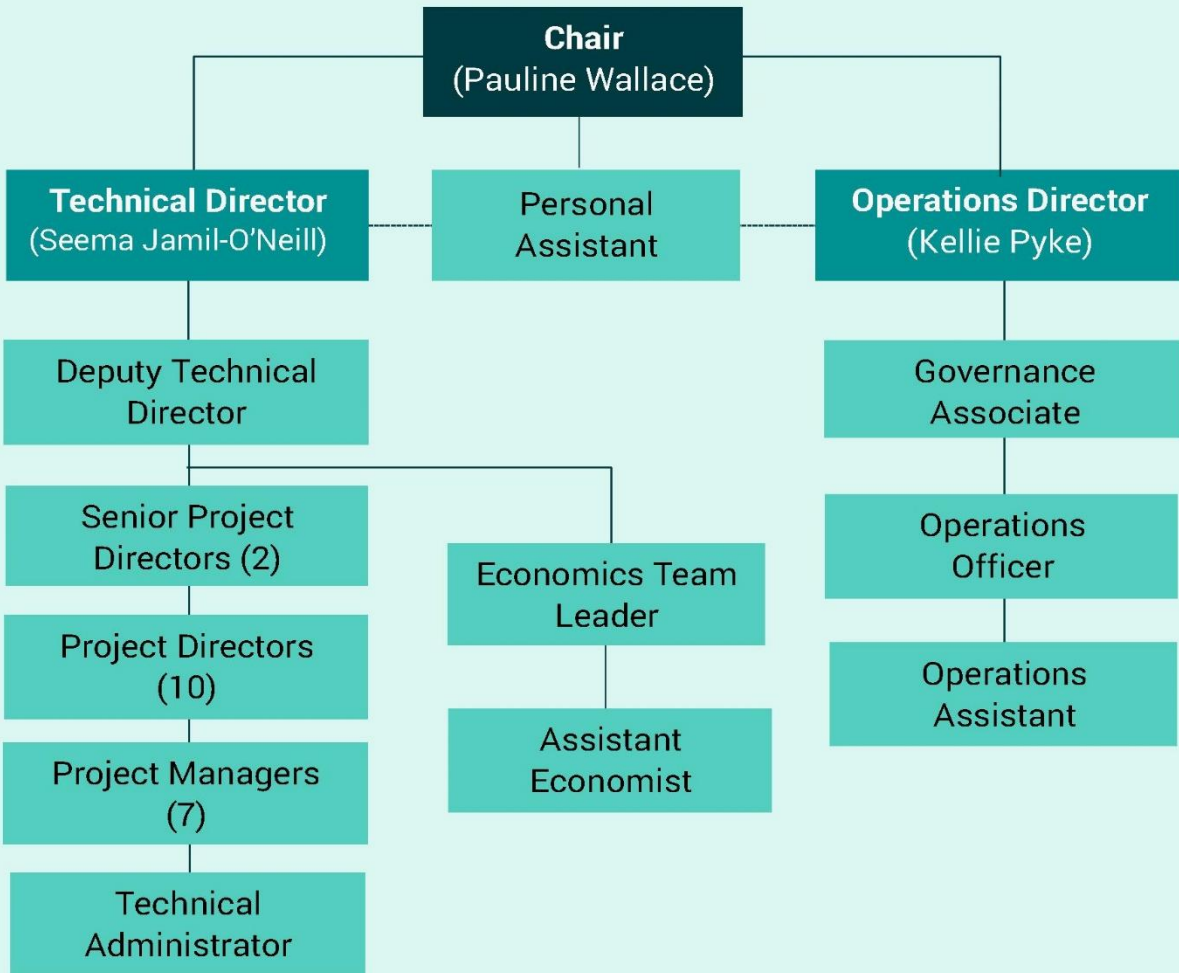 Chair
(Pauline Wallace)
Technical Director
(Seema Jamil-O’Neill)
Personal
Assistant
Operations Director
(Kellie Pyke)
Deputy Technical
Director
Governance
Associate
Senior Project
Directors (2)
Economics Team
Leader
Operations
Officer
Project Directors
(10)
Assistant
Economist
Operations
Assistant
Project Managers
(7)
Technical
Administrator